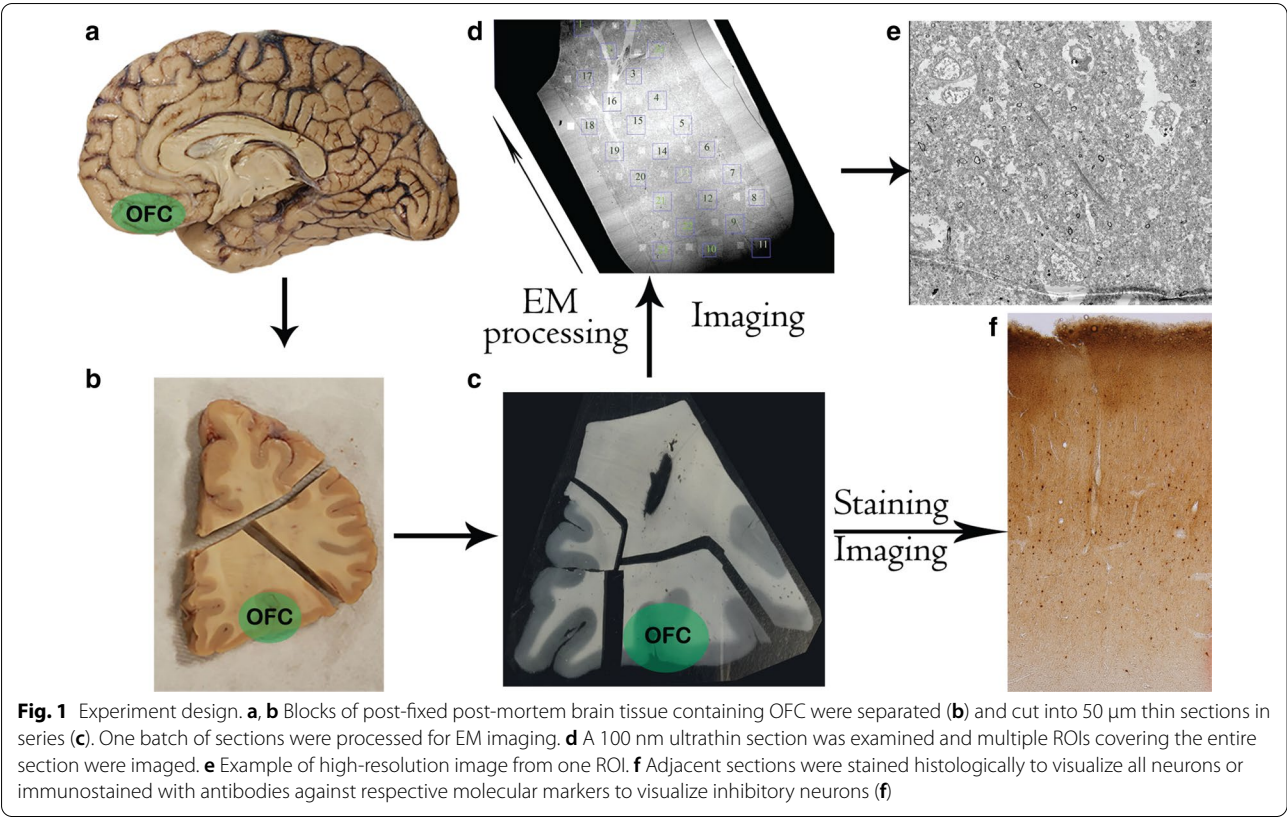 a
OFC
d
17
3
16
4
18
15
5
19
14
6
20
7
21
12
8
9
10
11
e
EM
processing
Imaging
f
b
OFC
c
OFC
Staining
Imaging
Fig. 1 Experiment design. a, b Blocks of post-fixed post-mortem brain tissue containing OFC were separated (b) and cut into 50 µm thin sections in
series (c). One batch of sections were processed for EM imaging. d A 100 nm ultrathin section was examined and multiple ROIs covering the entire
section were imaged. e Example of high-resolution image from one ROI. f Adjacent sections were stained histologically to visualize all neurons or
immunostained with antibodies against respective molecular markers to visualize inhibitory neurons (f)